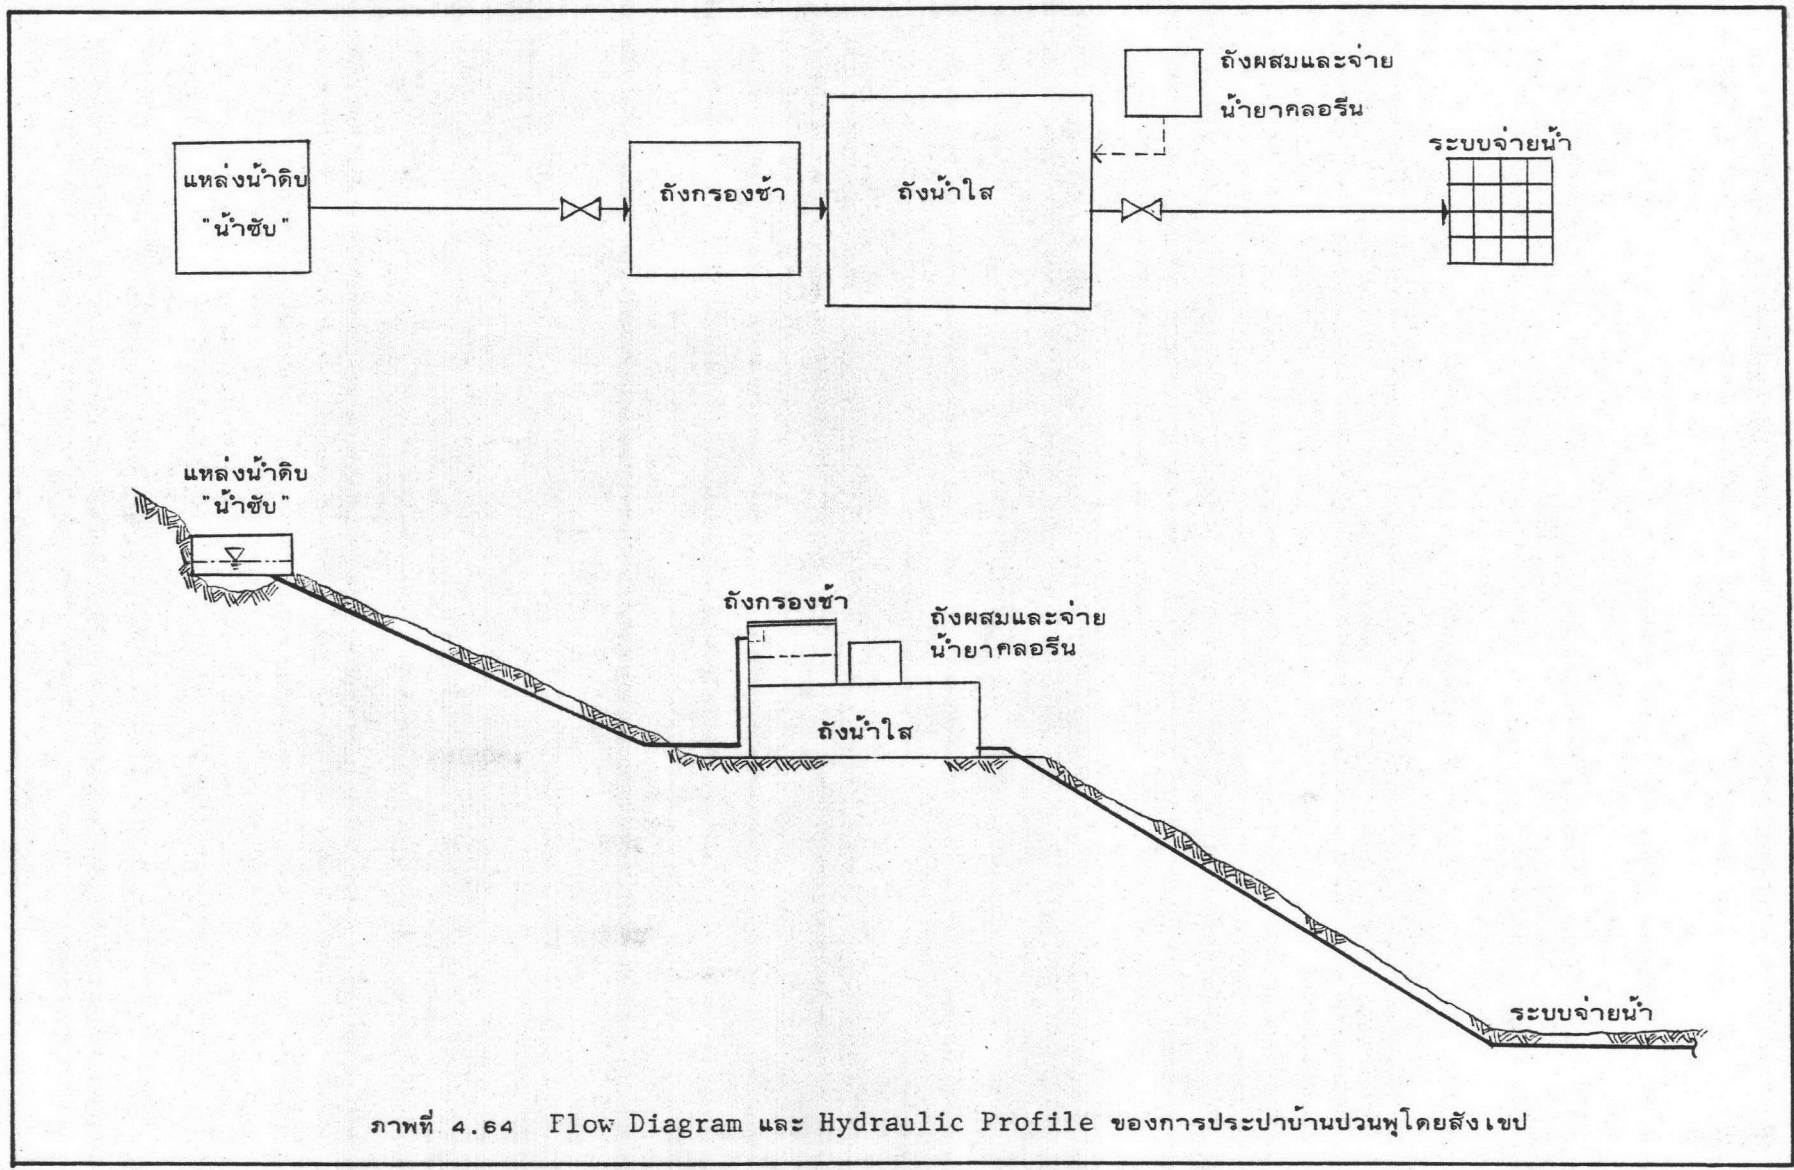 ถังผสมและจ่าย
น้ำยาคลอรีน
ระบบจ่ายน้ำ
แหล่งน้ำดิบ
"น้ำซับ"
ถังกรองช้า
ถังน้ำใส
แหล่งน้ำดิบ
"น้ำซับ"
ถังกรองช้า
ถังผสมและจ่าย
น้ำยาคลอรีน
ถังน้ำใส
ระบบจ่ายน้ำ
ภาพที่ 4.64 Flow Diagram และ Hydraulic Profile ของการประปาบ้านปวนพุโดยสังเขป